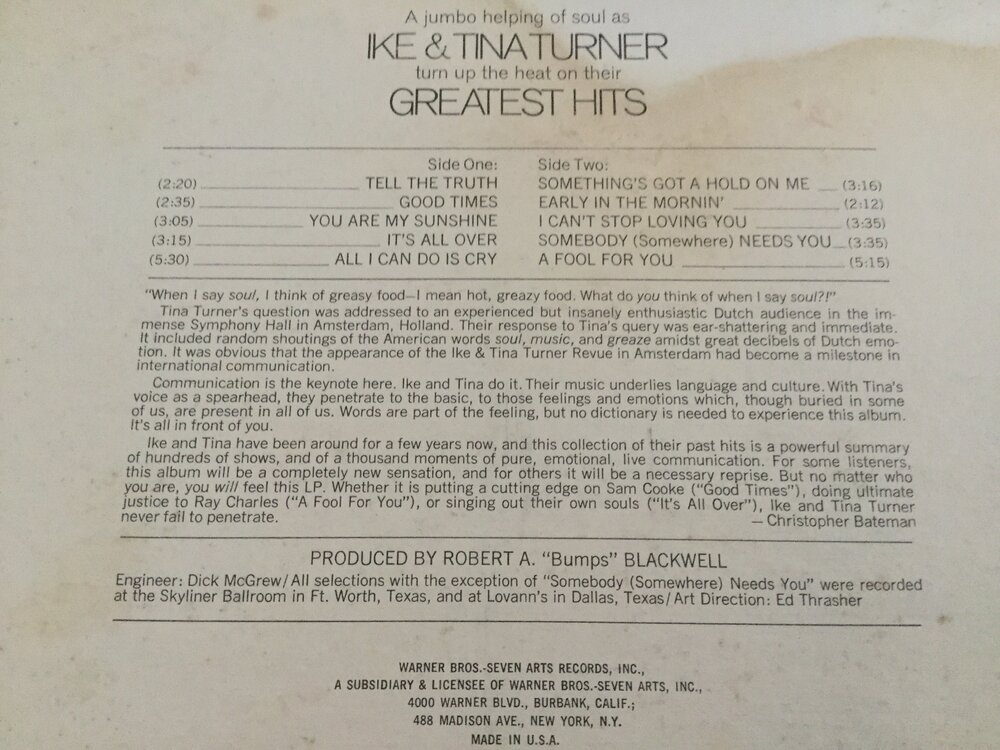 A jumbo helping of soul as
IKE & TINA TURNER
turn up the heat on their
GREATEST HITS
Side One:
(2:20) TELL THE TRUTH
(2:35) GOOD TIMES
(3:05) YOU ARE MY SUNSHINE
(3:15) IT'S ALL OVER
(5:30) ALL I CAN DO IS CRY
Side Two:
SOMETHING'S GOT A HOLD ON ME (3:16)
EARLY IN THE MORNIN' (2:12)
I CAN'T STOP LOVING YOU (3:35)
SOMEBODY (Somewhere) NEEDS YOU (3:35)
A FOOL FOR YOU (5:15)
"When I say soul, I think of greasy food—I mean hot, greazy food. What do you think of when I say soul?!"
Tina Turner's question was addressed to an experienced but insanely enthusiastic Dutch audience in the im-
mense Symphony Hall in Amsterdam, Holland. Their response to Tina's query was ear-shattering and immediate.
It included random shoutings of the American words soul, music, and greaze amidst great decibels of Dutch emo-
tion. It was obvious that the appearance of the Ike & Tina Turner Revue in Amsterdam had become a milestone in
international communication.
Communication is the keynote here. Ike and Tina do it. Their music underlies language and culture. With Tina's
voice as a spearhead, they penetrate to the basic, to those feelings and emotions which, though buried in some
of us, are present in all of us. Words are part of the feeling, but no dictionary is needed to experience this album.
It's all in front of you.
Ike and Tina have been around for a few years now, and this collection of their past hits is a powerful summary
of hundreds of shows, and of a thousand moments of pure, emotional, live communication. For some listeners,
this album will be a completely new sensation, and for others it will be a necessary reprise. But no matter who
you are, you will feel this LP. Whether it is putting a cutting edge on Sam Cooke ("Good Times"), doing ultimate
justice to Ray Charles ("A Fool For You"), or singing out their own souls ("It's All Over"), Ike and Tina Turner
never fail to penetrate. — Christopher Bateman
PRODUCED BY ROBERT A. "Bumps" BLACKWELL
Engineer: Dick McGrew/All selections with the exception of "Somebody (Somewhere) Needs You" were recorded
at the Skyliner Ballroom in Ft. Worth, Texas, and at Lovann's in Dallas, Texas/Art Direction: Ed Thrasher
WARNER BROS.-SEVEN ARTS RECORDS, INC.,
A SUBSIDIARY & LICENSEE OF WARNER BROS.-SEVEN ARTS, INC.,
4000 WARNER BLVD., BURBANK, CALIF.;
488 MADISON AVE., NEW YORK, N.Y.
MADE IN U.S.A.